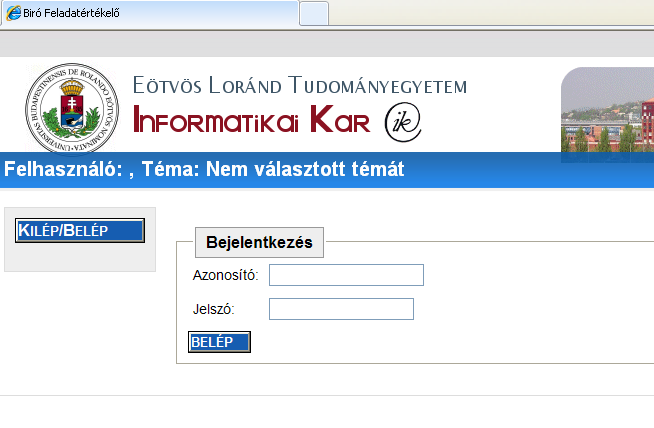 Biró Feladatértékelő
UNIVERSITAS BUDAPESTINENSIS DE ROLANDO EÖTVÖS NOMINATA
EÖTVÖS LORÁND TUDOMÁNYEGYETEM
INFORMATIKAI KAR ik
Felhasználó: , Téma: Nem választott témát
KILÉP/BELÉP
Bejelentkezés
Azonosító:
Jelszó:
BELÉP